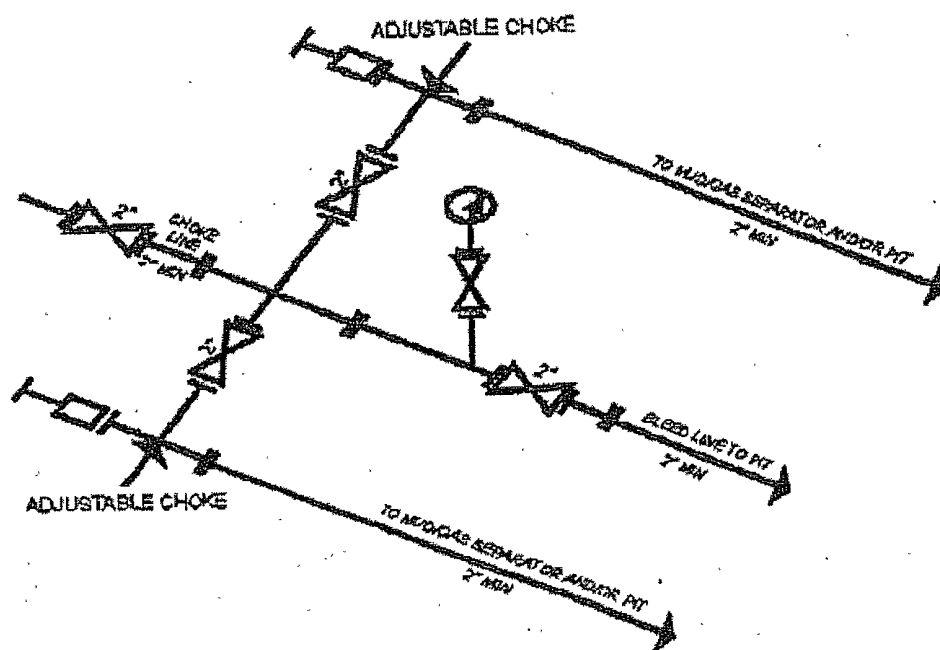 ADJUSTABLE CHOKE
TO MUD/GAS SEPARATOR AND/OR PIT
2" MIN
2"
2"
CHOKE
LINE
2" MIN
2"
2"
BLEED LINE TO PIT
2" MIN
ADJUSTABLE CHOKE
TO MUD/GAS SEPARATOR AND/OR PIT
2" MIN